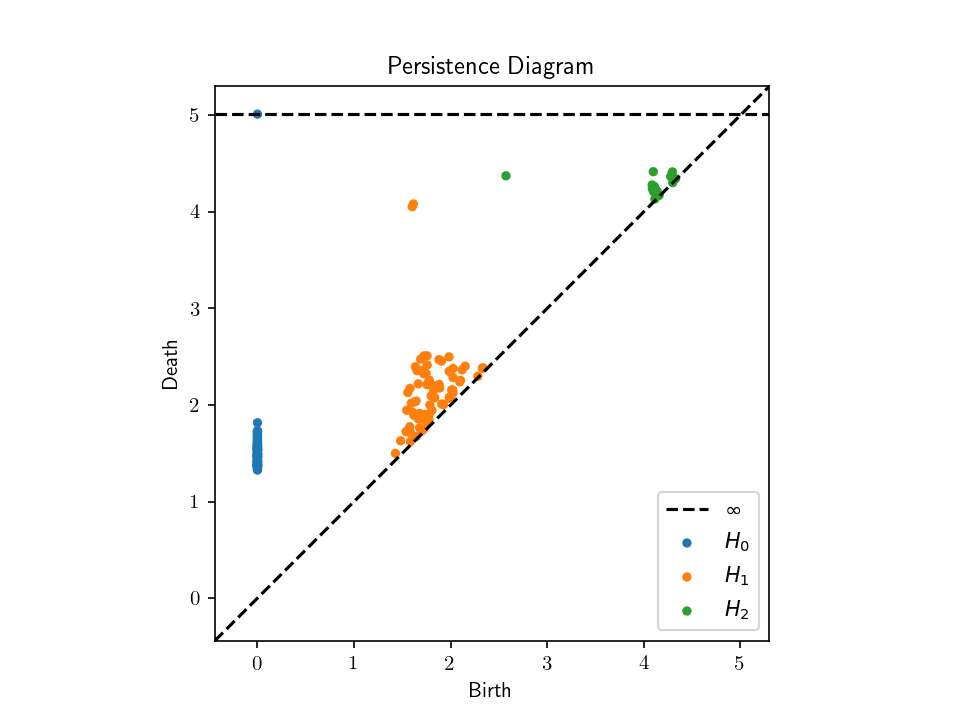 Persistence Diagram
5
4
3
2
1
0
Death
∞
H₀
H₁
H₂
0 1 2 3 4 5
Birth